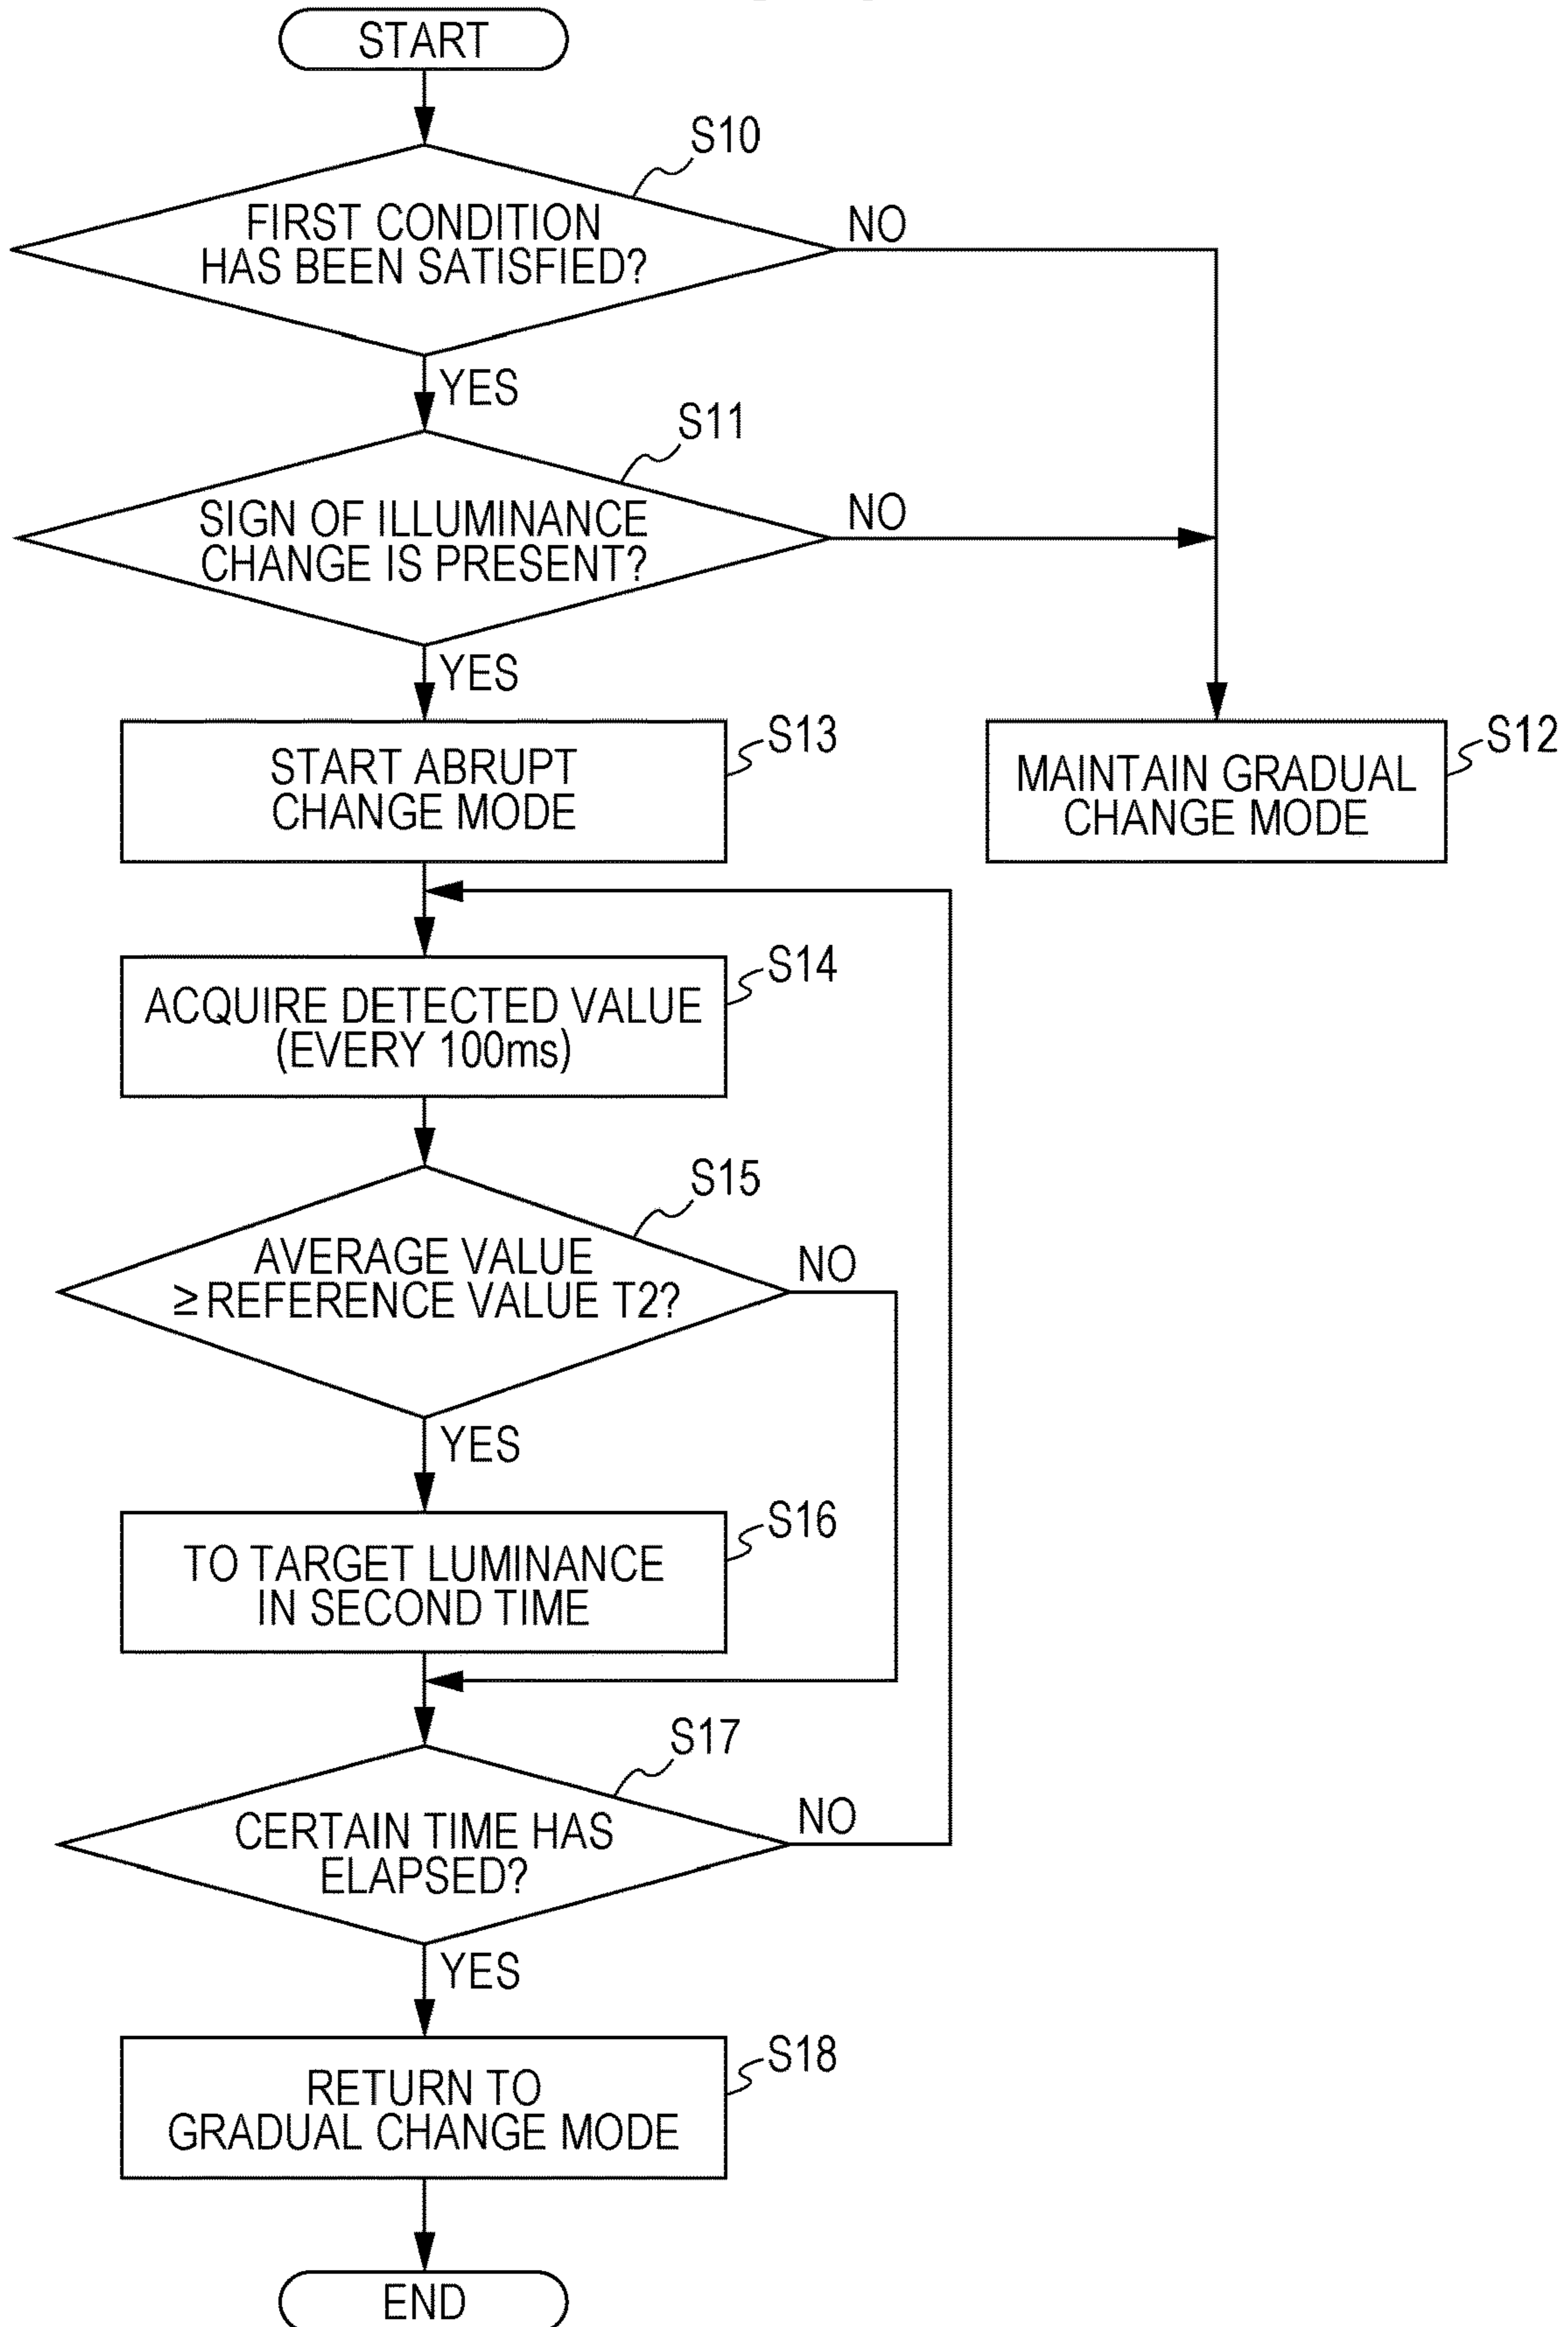 START
S10
FIRST CONDITION
HAS BEEN SATISFIED?
NO
YES
S11
SIGN OF ILLUMINANCE
CHANGE IS PRESENT?
NO
YES
S13
START ABRUPT
CHANGE MODE
S12
MAINTAIN GRADUAL
CHANGE MODE
S14
ACQUIRE DETECTED VALUE
(EVERY 100ms)
S15
AVERAGE VALUE
≥ REFERENCE VALUE T2?
NO
YES
S16
TO TARGET LUMINANCE
IN SECOND TIME
S17
CERTAIN TIME HAS
ELAPSED?
NO
YES
S18
RETURN TO
GRADUAL CHANGE MODE
END